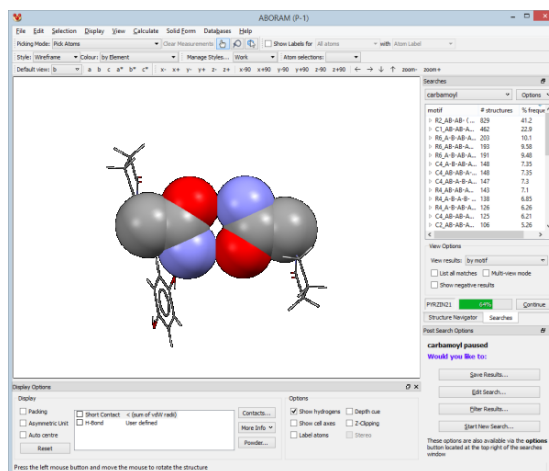 ABORAM (P-1)
File Edit Selection Display View Calculate Solid Form Databases Help
Picking Mode: Pick Atoms Clear Measurements Show Labels for All atoms with Atom Label
Style: Wireframe Colour: by Element Manage Styles... Work Atom selections:
Default view: b a b c a* b* c* x- x+ y- y+ z- z+ x-90 x+90 y-90 y+90 z-90 z+90 ← → ↓ ↑ zoom- zoom+
Searches
carbamoyl Options
motif # structures % freque
R2_AB-AB- ( ... 829 41.2
C1_AB-AB-A... 462 22.9
R6_AB-AB-A... 203 10.1
R6_AB-AB-A... 193 9.58
R6_A-B-AB-A... 191 9.48
C4_A-B-AB-A... 148 7.35
C4_AB-AB-A... 148 7.35
C4_AB-A-B-A... 147 7.3
R4_AB-AB-A... 143 7.1
R4_A-B-A-B- ... 138 6.85
R4_A-B-AB-A... 126 6.26
C4_AB-AB-A... 125 6.21
C2_AB-AB-A... 106 5.26
View Options
View results: by motif
List all matches Multi-view mode
Show negative results
PYRZIN21 64% Continue
Structure Navigator Searches
Post Search Options
carbamoyl paused
Would you like to:
Save Results...
Edit Search...
Filter Results...
Start New Search...
These options are also available via the options button located at the top right of the searches window
Display Options
Display Options
Packing Short Contact < (sum of vdW radii) Contacts... Show hydrogens Depth cue
Asymmetric Unit H-Bond User defined More Info Show cell axes Z-Clipping
Auto centre Label atoms Stereo
Reset Powder...
Press the left mouse button and move the mouse to rotate the structure